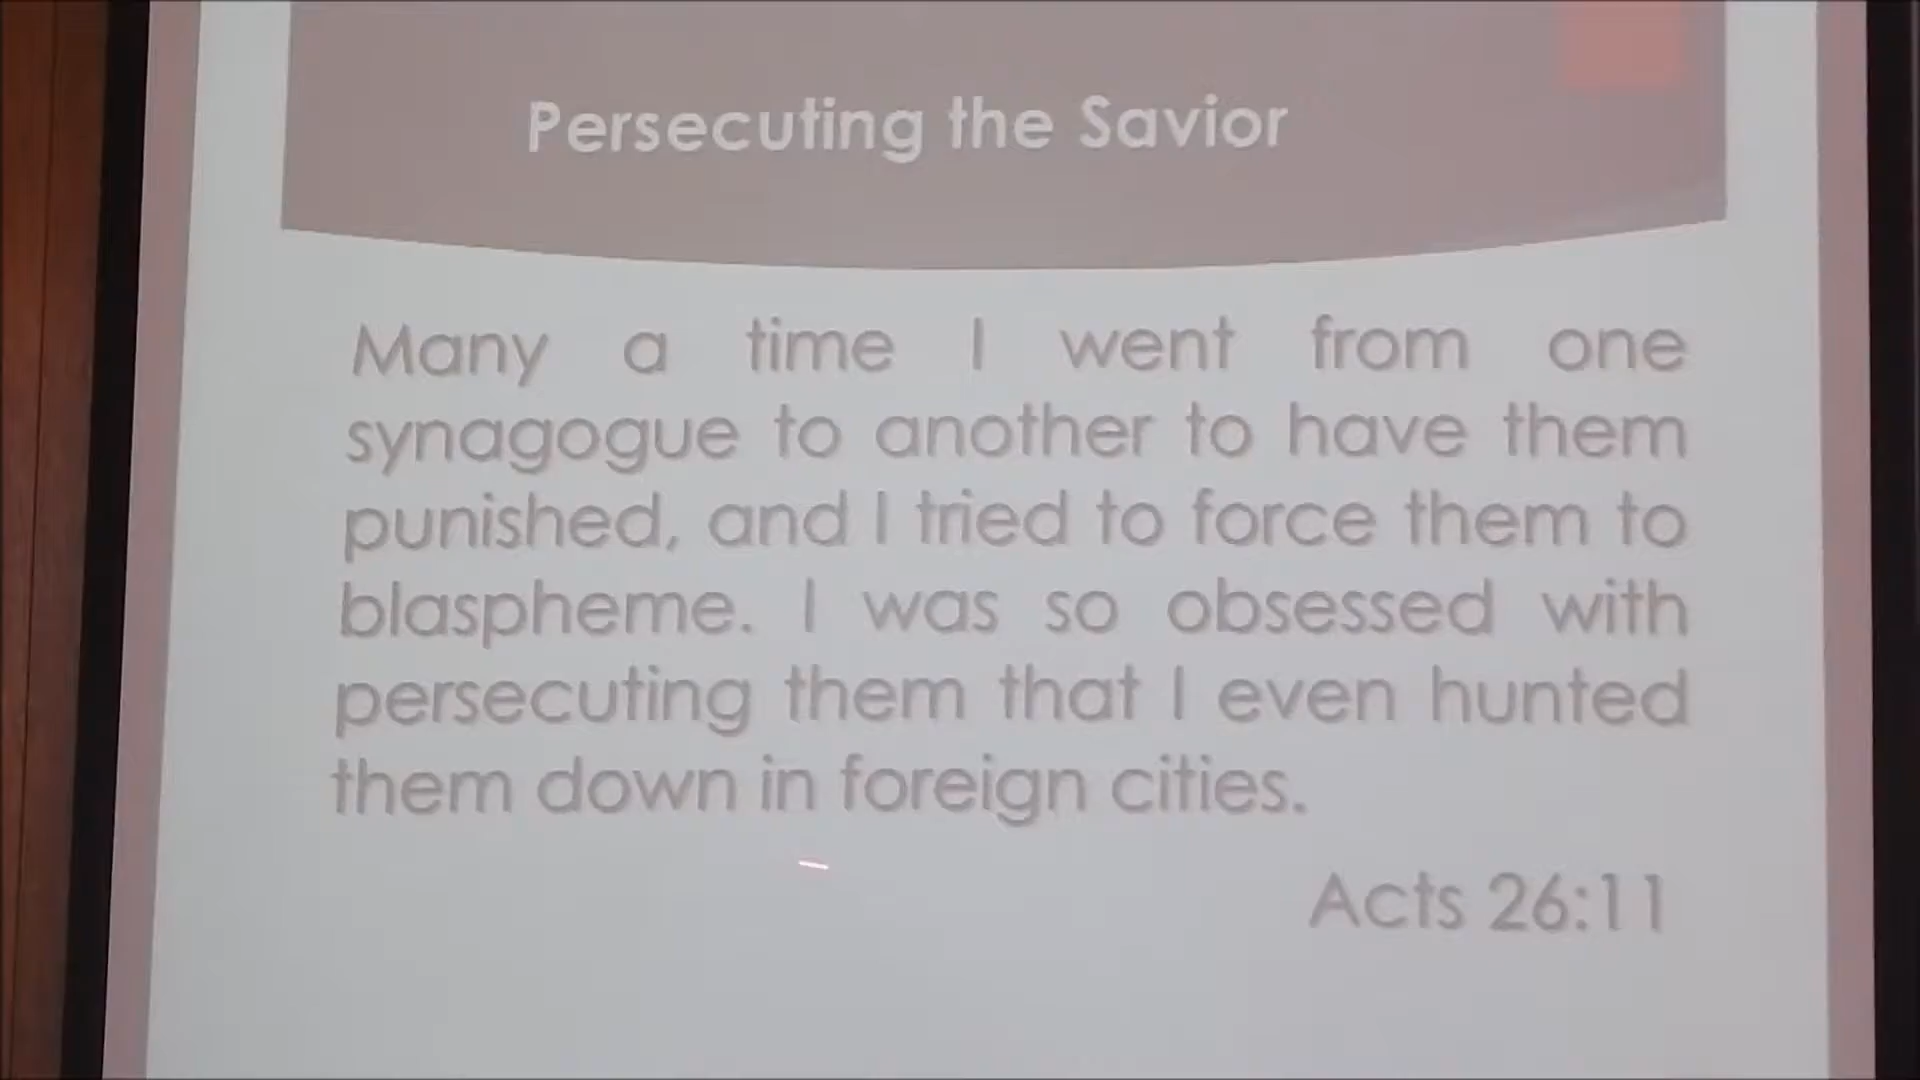 Persecuting the Savior
Many a time I went from one
synagogue to another to have them
punished, and I tried to force them to
blaspheme. I was so obsessed with
persecuting them that I even hunted
them down in foreign cities.
Acts 26:11